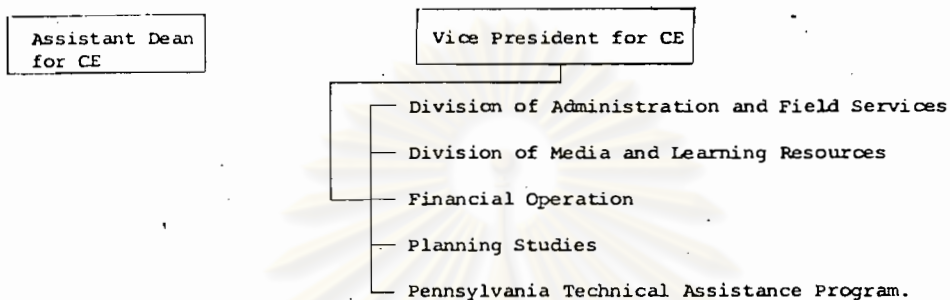 Assistant Dean
for CE
Vice President for CE
Division of Administration and Field Services
Division of Media and Learning Resources
Financial Operation
Planning Studies
Pennsylvania Technical Assistance Program.